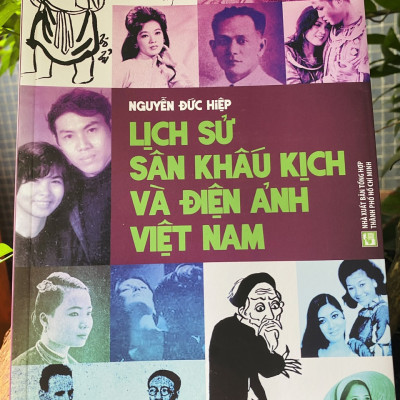 NGUYỄN ĐỨC HIỆP
LỊCH SỬ
SÂN KHẤU KỊCH
VÀ ĐIỆN ẢNH
VIỆT NAM
NHÀ XUẤT BẢN TỔNG HỢP
THÀNH PHỐ HỒ CHÍ MINH